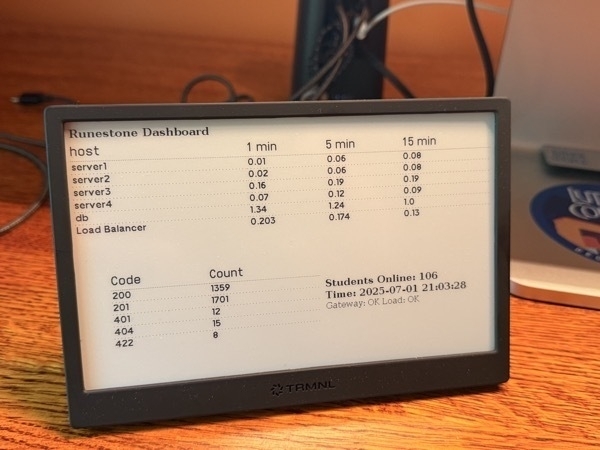 Runestone Dashboard
host 1 min 5 min 15 min
server1 0.01 0.06 0.08
server2 0.02 0.06 0.08
server3 0.16 0.19 0.19
server4 0.07 0.12 0.09
db 1.34 1.24 1.0
Load Balancer 0.203 0.174 0.13
Code Count
200 1359
201 1701
401 12
404 15
422 8
Students Online: 106
Time: 2025-07-01 21:03:28
Gateway: OK Load: OK
TRMNL